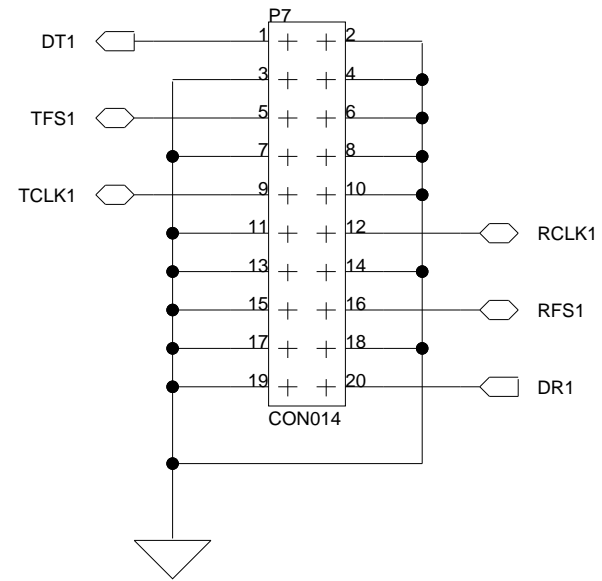 P7
DT1 1 2
3 4
TFS1 5 6
7 8
TCLK1 9 10
11 12 RCLK1
13 14
15 16 RFS1
17 18
19 20 DR1
CON014